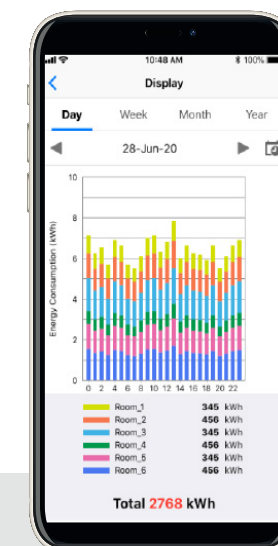 10:48 AM
100%
Display
Day Week Month Year
28-Jun-20
Energy Consumption (kWh)
10
8
6
4
2
0
0 2 4 6 8 10 12 14 16 18 20 22
Room_1 345 kWh
Room_2 456 kWh
Room_3 345 kWh
Room_4 456 kWh
Room_5 345 kWh
Room_6 456 kWh
Total 2768 kWh